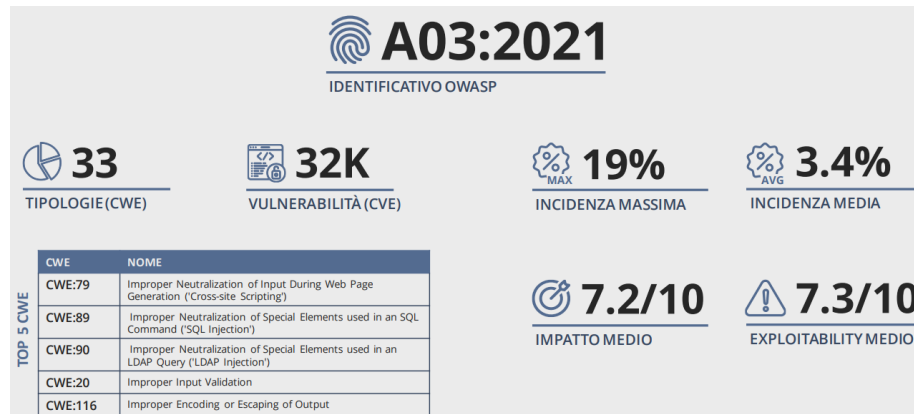 A03:2021
IDENTIFICATIVO OWASP
33
TIPOLOGIE (CWE)
32K
VULNERABILITÀ (CVE)
MAX
19%
INCIDENZA MASSIMA
AVG
3.4%
INCIDENZA MEDIA
TOP 5 CWE
CWE NOME
CWE:79 Improper Neutralization of Input During Web Page
Generation ('Cross-site Scripting')
CWE:89 Improper Neutralization of Special Elements used in an SQL
Command ('SQL Injection')
CWE:90 Improper Neutralization of Special Elements used in an
LDAP Query ('LDAP Injection')
CWE:20 Improper Input Validation
CWE:116 Improper Encoding or Escaping of Output
7.2/10
IMPATTO MEDIO
7.3/10
EXPLOITABILITY MEDIO